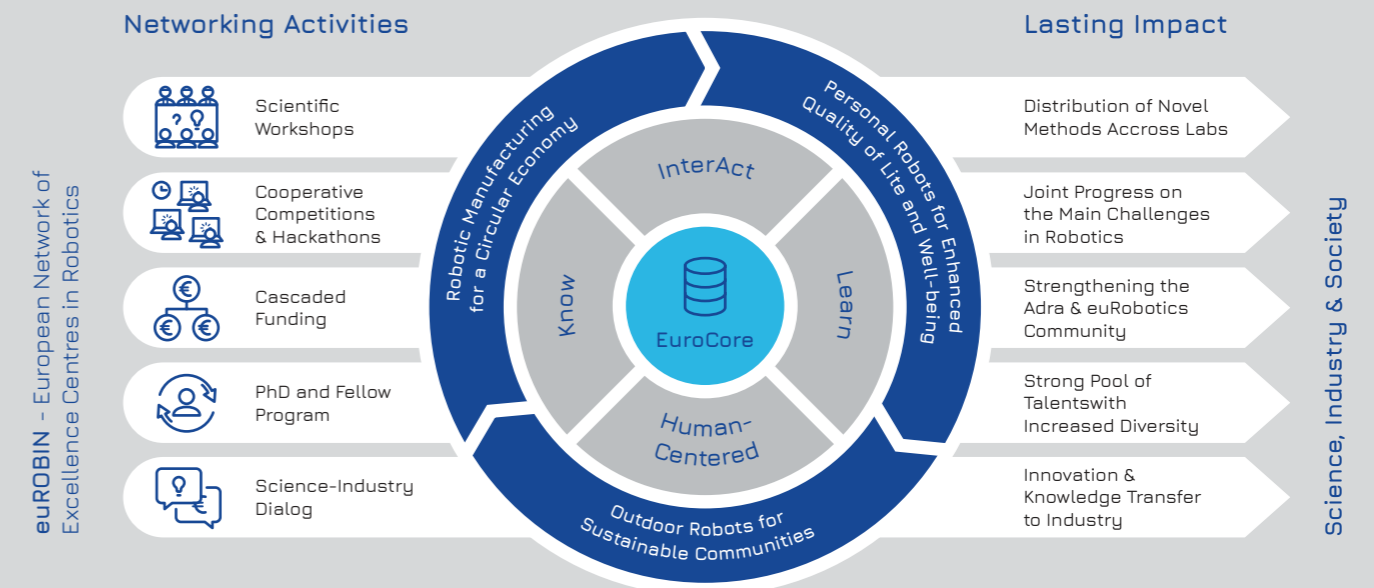 Networking Activities
Lasting Impact
euROBIN - European Network of
Excellence Centres in Robotics
Scientific
Workshops
Cooperative
Competitions
& Hackathons
Cascaded
Funding
PhD and Fellow
Program
Science-Industry
Dialog
Robotic Manufacturing
for a Circular Economy
Personal Robots for Enhanced
Quality of Lite and Well-being
Outdoor Robots for
Sustainable Communities
InterAct
Know
Learn
Human-
Centered
EuroCore
?
€
€ €
€
Distribution of Novel
Methods Accross Labs
Joint Progress on
the Main Challenges
in Robotics
Strengthening the
Adra & euRobotics
Community
Strong Pool of
Talentswith
Increased Diversity
Innovation &
Knowledge Transfer
to Industry
Science, Industry & Society